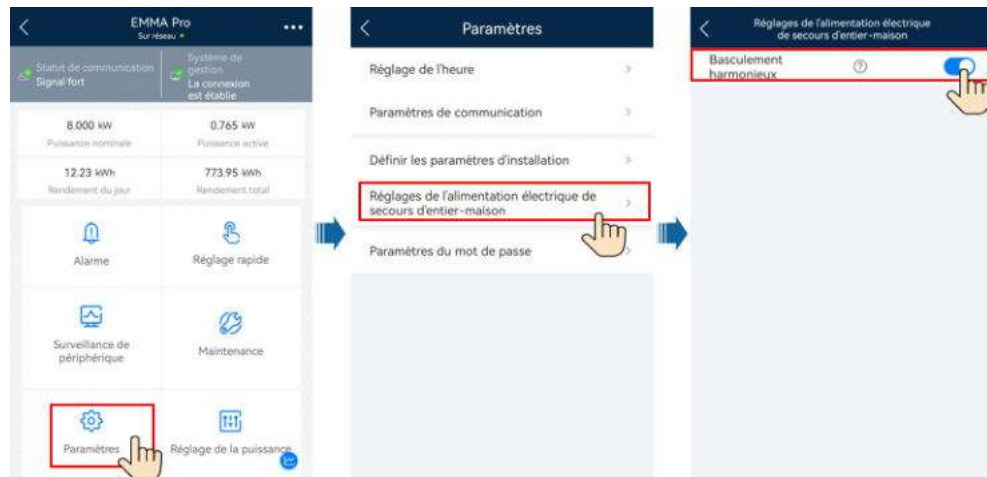 EMMA Pro
Sur réseau
Statut de communication
Signal fort
Système de
gestion
La connexion
est établie
8.000 kW
Puissance nominale
0.765 kW
Puissance active
12.23 kWh
Rendement du jour
773.95 kWh
Rendement total
Alarme
Réglage rapide
Surveillance de
périphérique
Maintenance
Paramètres
Réglage de la puissance
Paramètres
Réglage de l'heure
Paramètres de communication
Définir les paramètres d'installation
Réglages de l'alimentation électrique de
secours d'entier-maison
Paramètres du mot de passe
Réglages de l'alimentation électrique
de secours d'entier-maison
Basculement
harmonieux